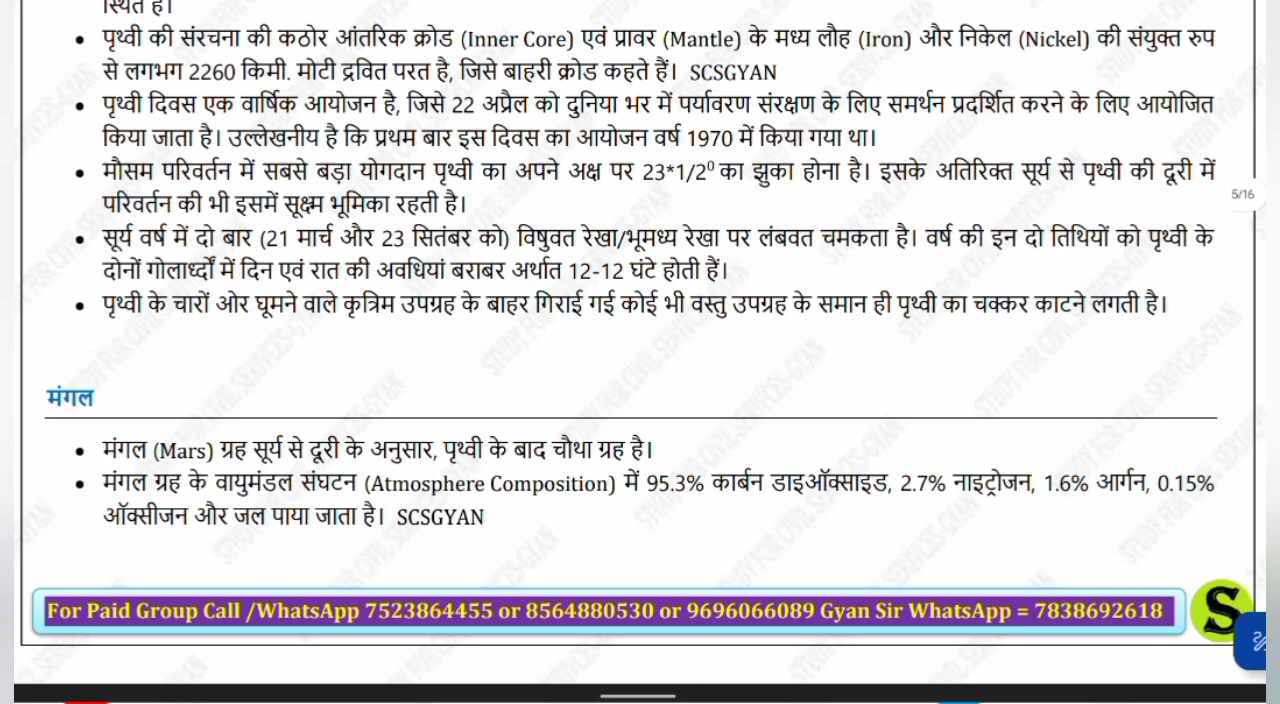 स्थित है।
• पृथ्वी की संरचना की कठोर आंतरिक क्रोड (Inner Core) एवं प्रावर (Mantle) के मध्य लौह (Iron) और निकेल (Nickel) की संयुक्त रुप
से लगभग 2260 किमी. मोटी द्रवित परत है, जिसे बाहरी क्रोड कहते हैं। SCSGYAN
• पृथ्वी दिवस एक वार्षिक आयोजन है, जिसे 22 अप्रैल को दुनिया भर में पर्यावरण संरक्षण के लिए समर्थन प्रदर्शित करने के लिए आयोजित
किया जाता है। उल्लेखनीय है कि प्रथम बार इस दिवस का आयोजन वर्ष 1970 में किया गया था।
• मौसम परिवर्तन में सबसे बड़ा योगदान पृथ्वी का अपने अक्ष पर 23*1/2⁰ का झुका होना है। इसके अतिरिक्त सूर्य से पृथ्वी की दूरी में
परिवर्तन की भी इसमें सूक्ष्म भूमिका रहती है।
5/16
• सूर्य वर्ष में दो बार (21 मार्च और 23 सितंबर को) विषुवत रेखा/भूमध्य रेखा पर लंबवत चमकता है। वर्ष की इन दो तिथियों को पृथ्वी के
दोनों गोलार्ध्दों में दिन एवं रात की अवधियां बराबर अर्थात 12-12 घंटे होती हैं।
• पृथ्वी के चारों ओर घूमने वाले कृत्रिम उपग्रह के बाहर गिराई गई कोई भी वस्तु उपग्रह के समान ही पृथ्वी का चक्कर काटने लगती है।
मंगल
• मंगल (Mars) ग्रह सूर्य से दूरी के अनुसार, पृथ्वी के बाद चौथा ग्रह है।
• मंगल ग्रह के वायुमंडल संघटन (Atmosphere Composition) में 95.3% कार्बन डाइऑक्साइड, 2.7% नाइट्रोजन, 1.6% आर्गन, 0.15%
ऑक्सीजन और जल पाया जाता है। SCSGYAN
For Paid Group Call /WhatsApp 7523864455 or 8564880530 or 9696066089 Gyan Sir WhatsApp = 7838692618
S